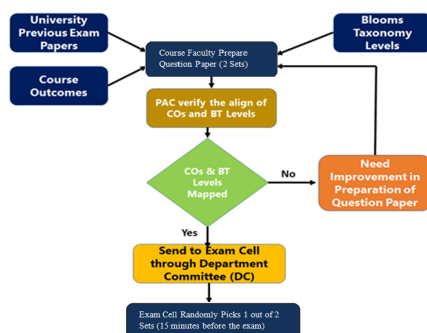 University
Previous Exam
Papers
Blooms
Taxonomy Levels
Course Faculty Prepare
Question Paper (2 Sets)
Course
Outcomes
PAC verify the align of
COs and BT Levels
COs & BT
Levels
Mapped
No
Need
Improvement in
Preparation of
Question Paper
Yes
Send to Exam Cell
through Department
Committee (DC)
Exam Cell Randomly Picks 1 out of 2
Sets (15 minutes before the exam)